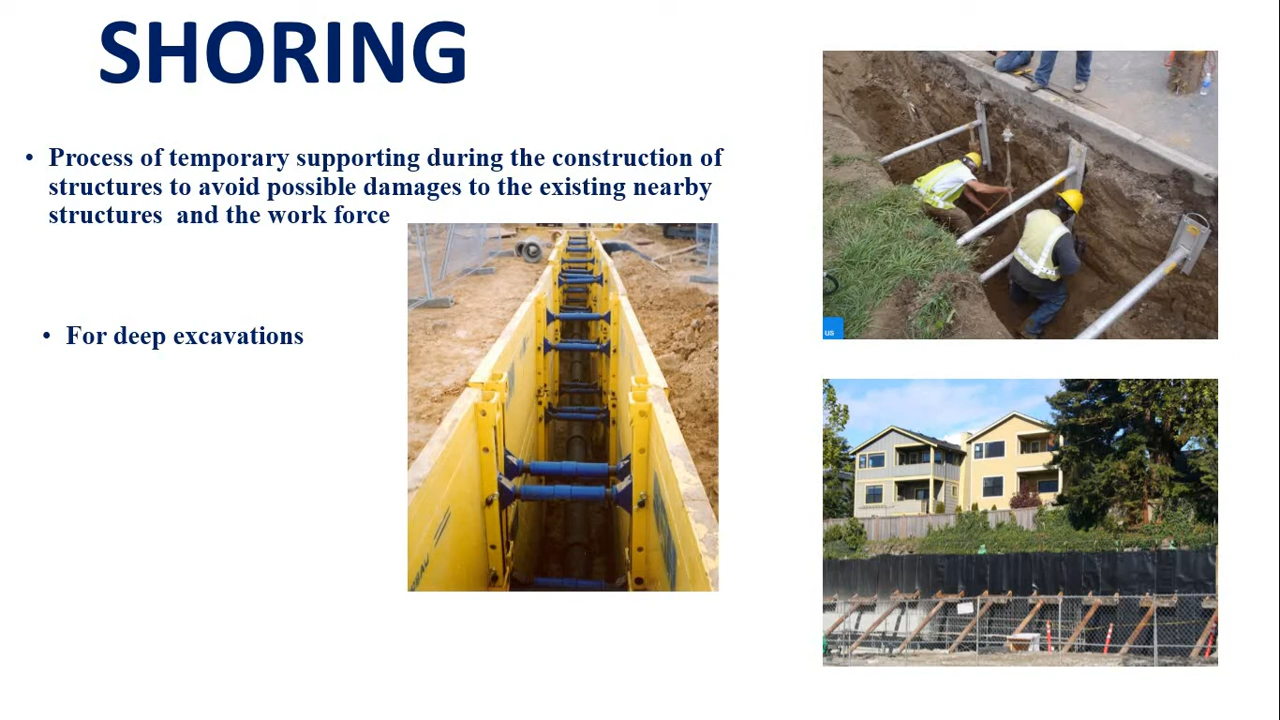 SHORING
• Process of temporary supporting during the construction of
structures to avoid possible damages to the existing nearby
structures and the work force
• For deep excavations
us